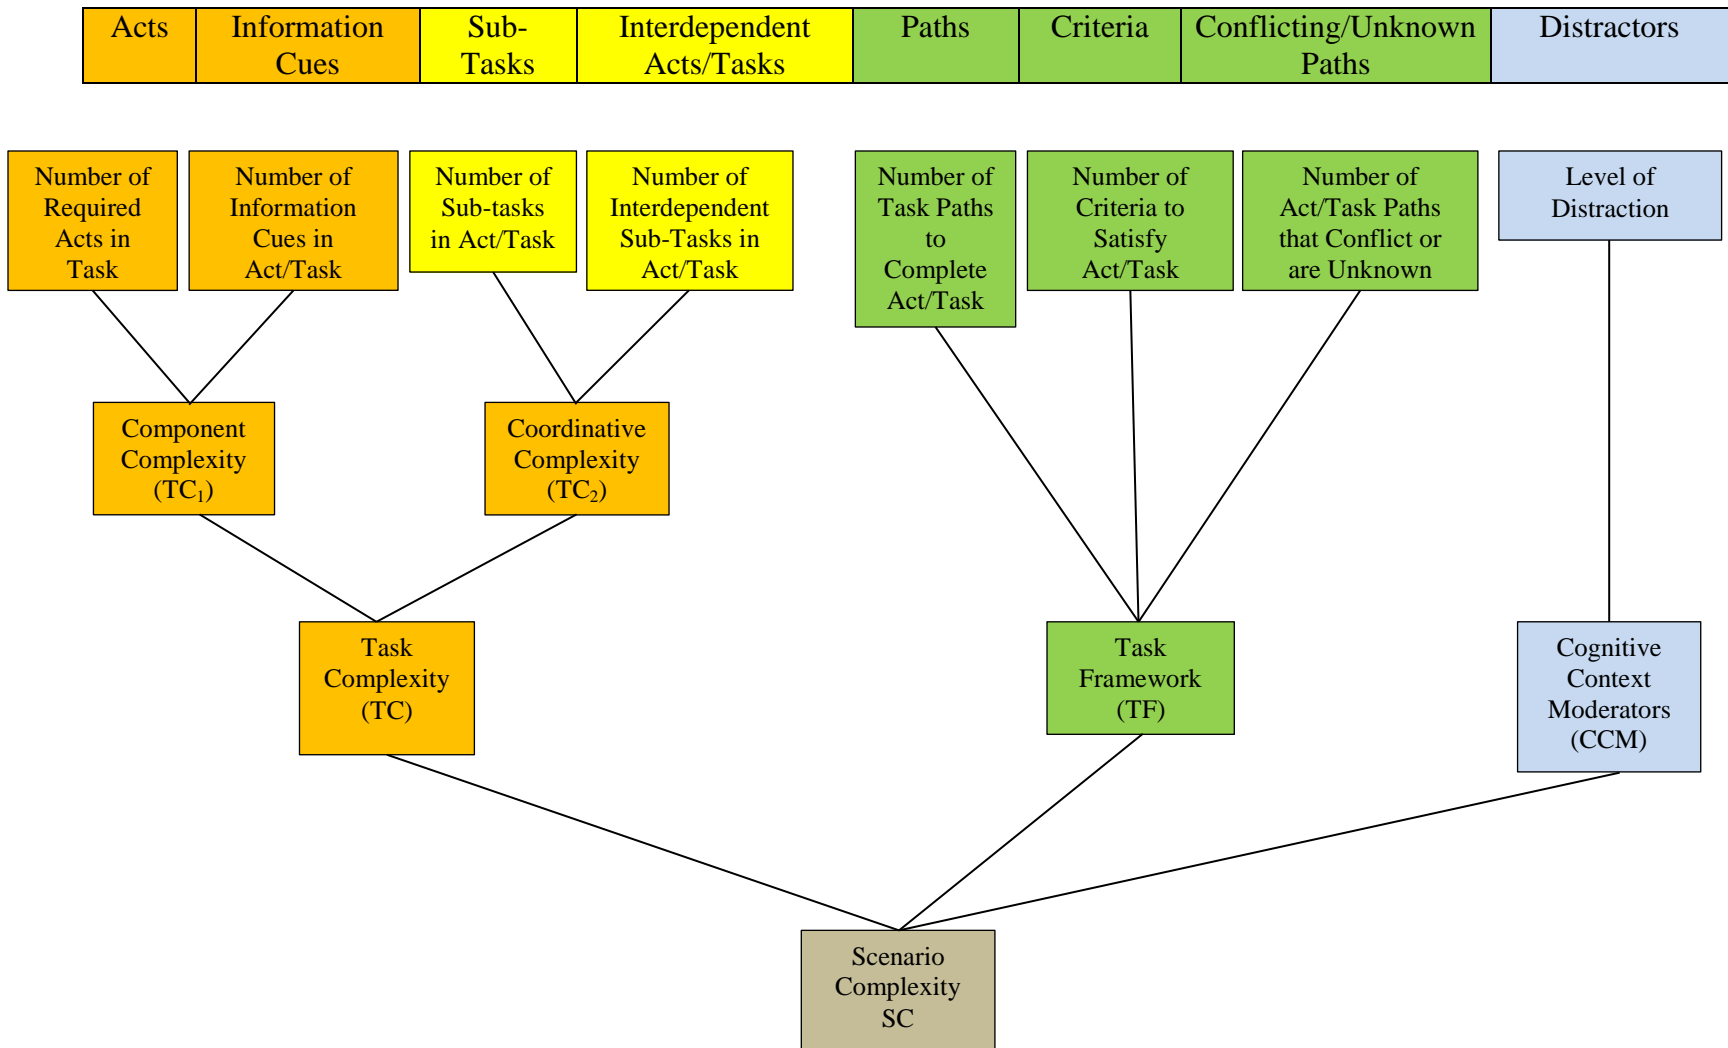 Acts
Information
Cues
Sub-
Tasks
Interdependent
Acts/Tasks
Paths
Criteria
Conflicting/Unknown
Paths
Distractors
Number of
Required
Acts in
Task
Number of
Information
Cues in
Act/Task
Number of
Sub-tasks
in Act/Task
Number of
Interdependent
Sub-Tasks in
Act/Task
Number of
Task Paths
to
Complete
Act/Task
Number of
Criteria to
Satisfy
Act/Task
Number of
Act/Task Paths
that Conflict or
are Unknown
Level of
Distraction
Component
Complexity
(TC₁)
Coordinative
Complexity
(TC₂)
Task
Complexity
(TC)
Task
Framework
(TF)
Cognitive
Context
Moderators
(CCM)
Scenario
Complexity
SC